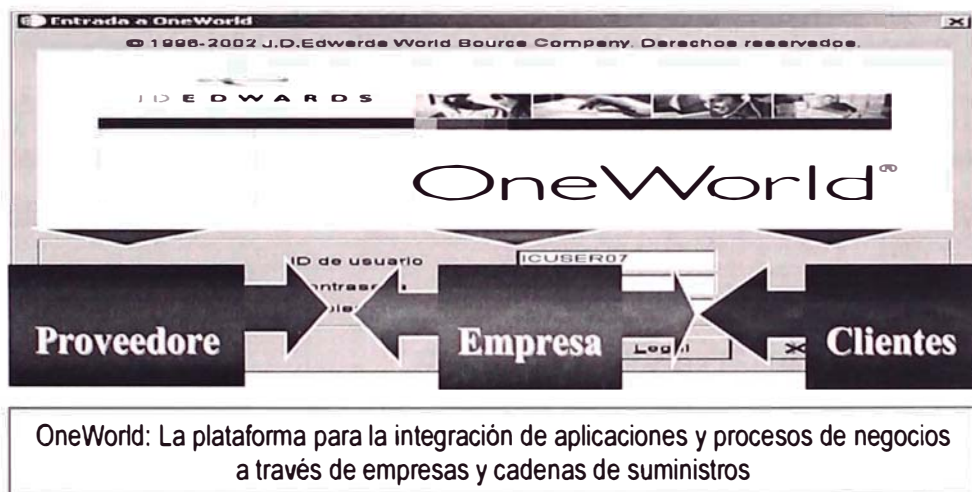 Entrada a OneWorld
© 1996-2002 J.D.Edwards World Source Company. Derechos reservados.
JD EDWARDS
OneWorld®
ID de usuario ICUSER07
Proveedore Empresa Clientes
Legal
OneWorld: La plataforma para la integración de aplicaciones y procesos de negocios
a través de empresas y cadenas de suministros